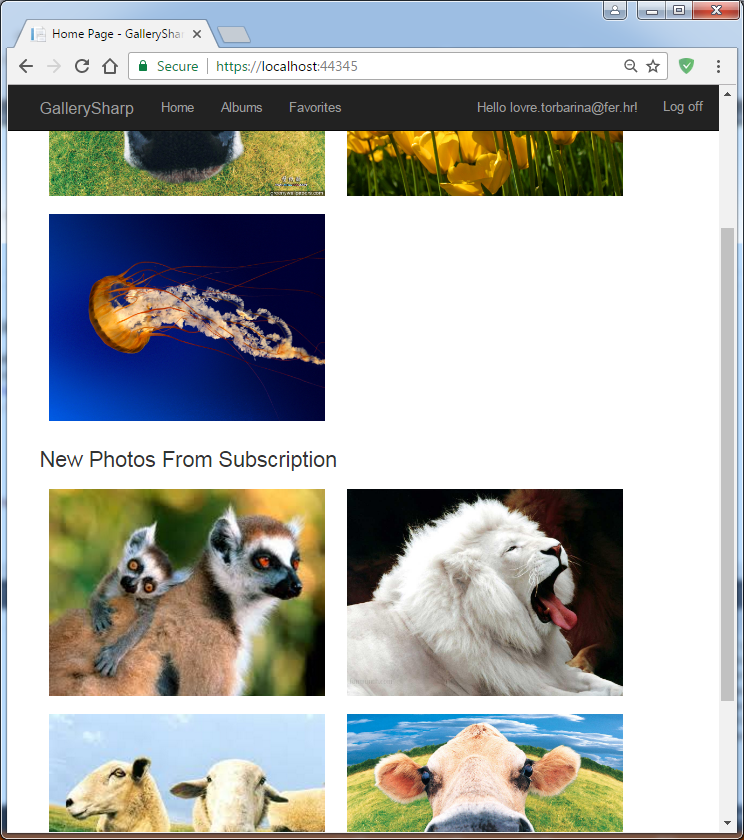 Home Page - GallerySha
Secure
https://localhost:44345
GallerySharp
Home
Albums
Favorites
Hello lovre.torbarina@fer.hr!
Log off
New Photos From Subscription